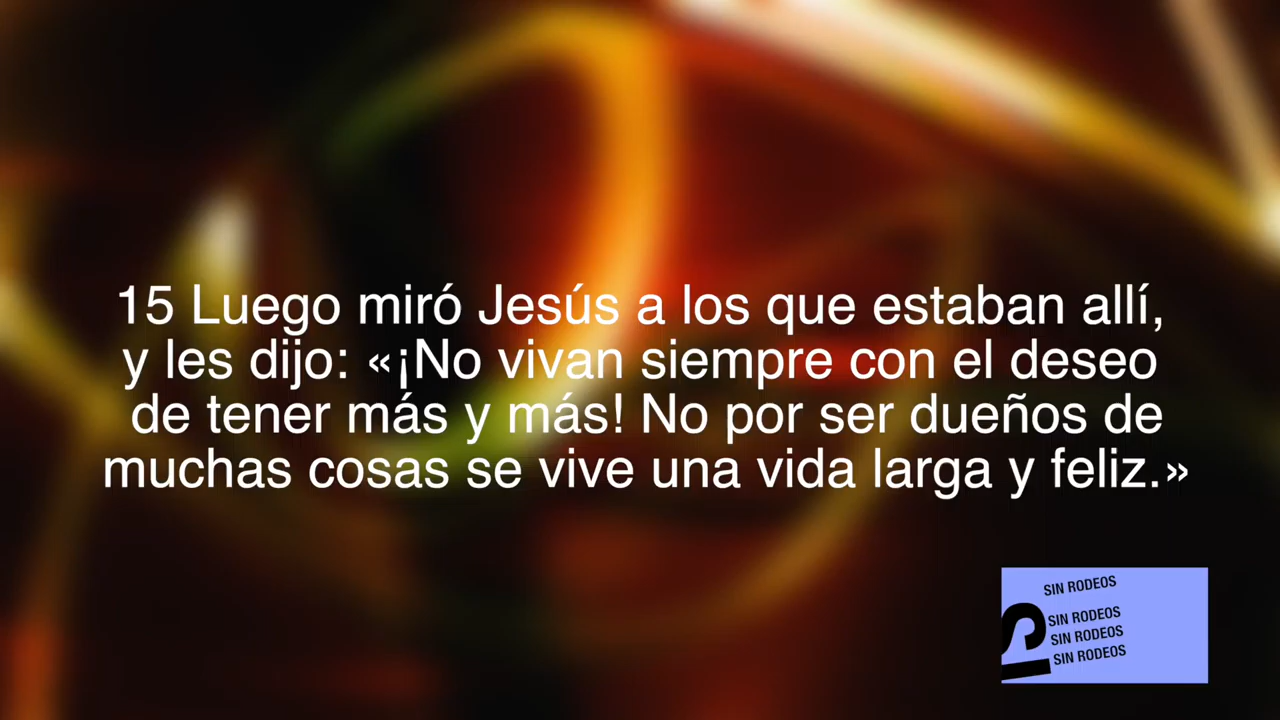 15 Luego miró Jesús a los que estaban allí,
y les dijo: «¡No vivan siempre con el deseo
de tener más y más! No por ser dueños de
muchas cosas se vive una vida larga y feliz.»
SIN RODEOS
SIN RODEOS
SIN RODEOS
SIN RODEOS